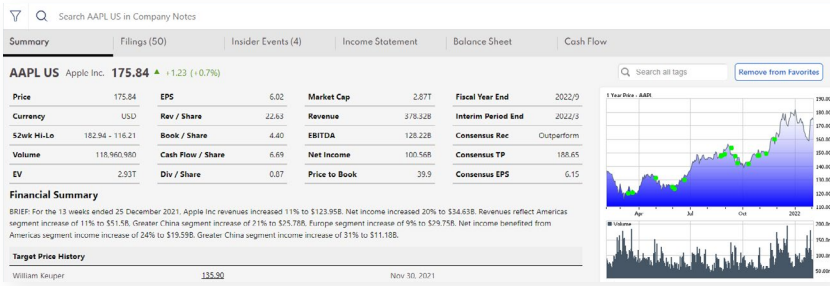 Search AAPL US in Company Notes
Summary Filings (50) Insider Events (4) Income Statement Balance Sheet Cash Flow
AAPL US Apple Inc. 175.84 ▲ +1.23 (+0.7%) Search all tags Remove from Favorites
Price 175.84 EPS 6.02 Market Cap 2.87T Fiscal Year End 2022/9
Currency USD Rev / Share 22.63 Revenue 378.32B Interim Period End 2022/3
52wk Hi-Lo 182.94 - 116.21 Book / Share 4.40 EBITDA 128.22B Consensus Rec Outperform
Volume 118,960,980 Cash Flow / Share 6.69 Net Income 100.56B Consensus TP 188.65
EV 2.93T Div / Share 0.87 Price to Book 39.9 Consensus EPS 6.15
Financial Summary
BRIEF: For the 13 weeks ended 25 December 2021, Apple Inc revenues increased 11% to $123.95B. Net income increased 20% to $34.63B. Revenues reflect Americas
segment increase of 11% to $51.5B, Greater China segment increase of 21% to $25.78B, Europe segment increase of 9% to $29.75B. Net income benefited from
Americas segment income increase of 24% to $19.59B. Greater China segment income increase of 31% to $11.18B.
Target Price History
William Keuper 135.90 Nov 30, 2021
1 Year Price - AAPL
190.00
180.00
170.00
160.00
150.00
140.00
130.00
120.00
110.00
Apr Jul Oct 2022
Volume
200.0m
150.0m
100.0m
50.00m